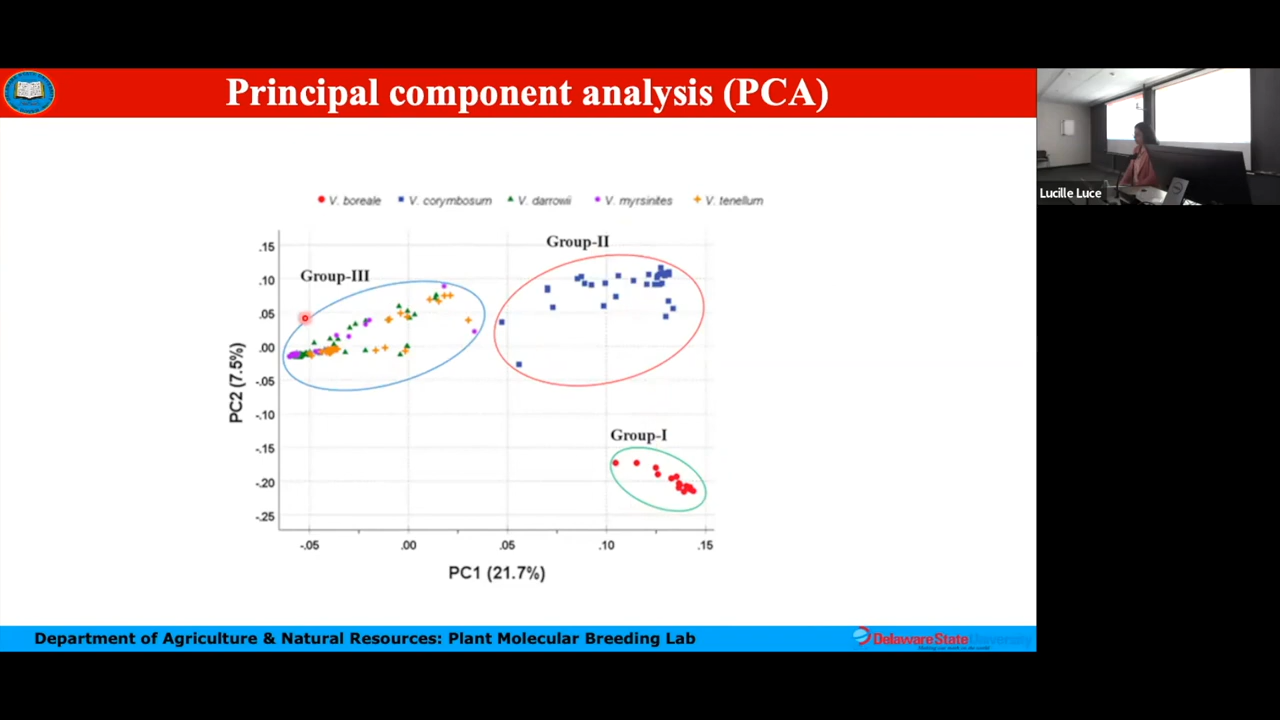 Principal component analysis (PCA)
Lucille Luce
V. boreale V. corymbosum V. darrowii V. myrsinites V. tenellum
Group-II
Group-III
Group-I
.15
.10
.05
.00
-.05
-.10
-.15
-.20
-.25
PC2 (7.5%)
-.05 .00 .05 .10 .15
PC1 (21.7%)
Department of Agriculture & Natural Resources: Plant Molecular Breeding Lab
Delaware State University